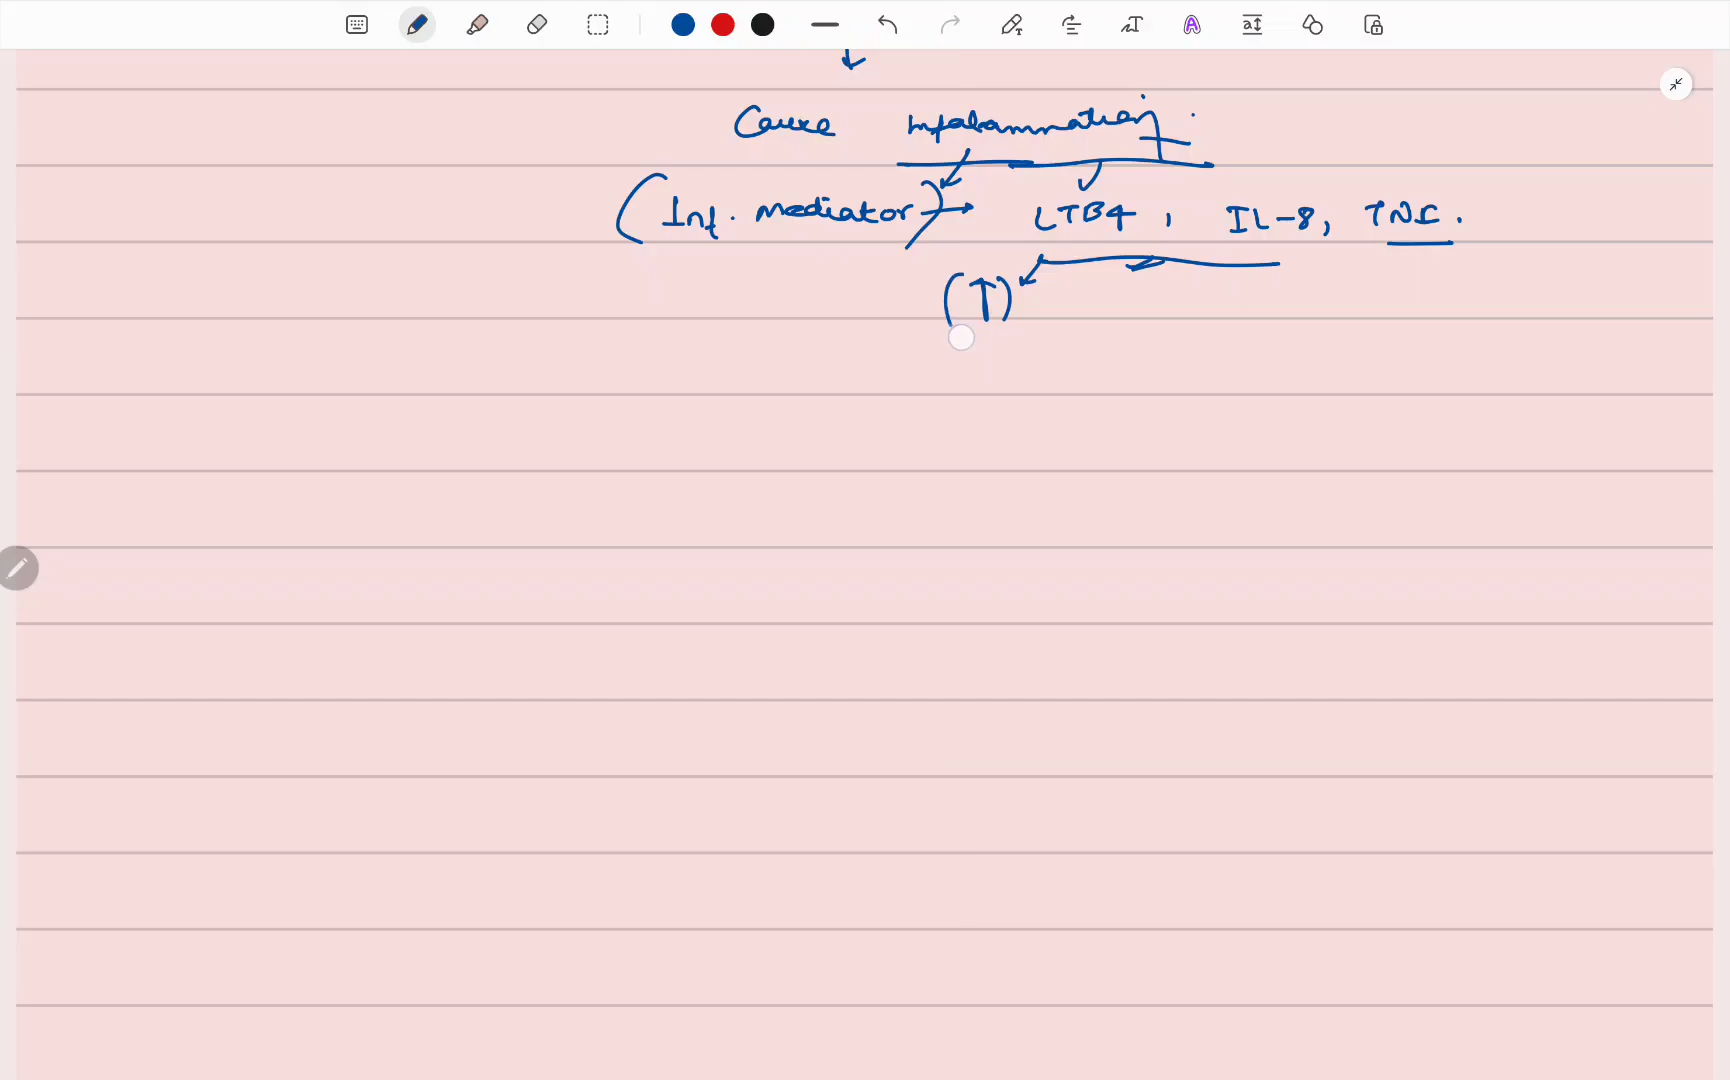 ↓
Cause Inflammation
(Inf. Mediator) → LTB4, IL-8, TNF.
(↑)